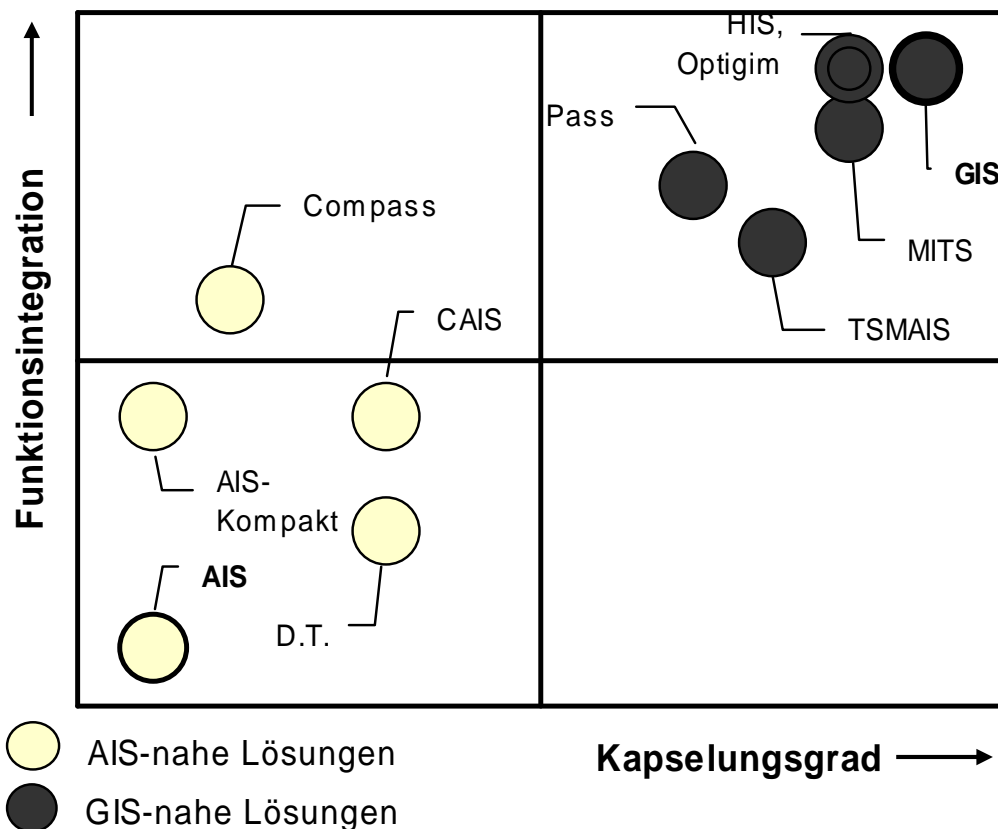 Funktionsintegration
HIS,
Optigim
Pass
GIS
Compass
MITS
CAIS
TSMAIS
AIS-
Kompakt
AIS
D.T.
AIS-nahe Lösungen
Kapselungsgrad
GIS-nahe Lösungen